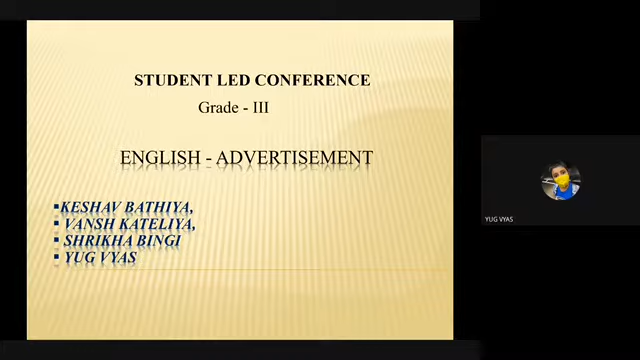 STUDENT LED CONFERENCE
Grade - III
ENGLISH - ADVERTISEMENT
▪KESHAV BATHIYA,
▪ VANSH KATELIYA,
▪ SHRIKHA BINGI
▪ YUG VYAS
YUG VYAS